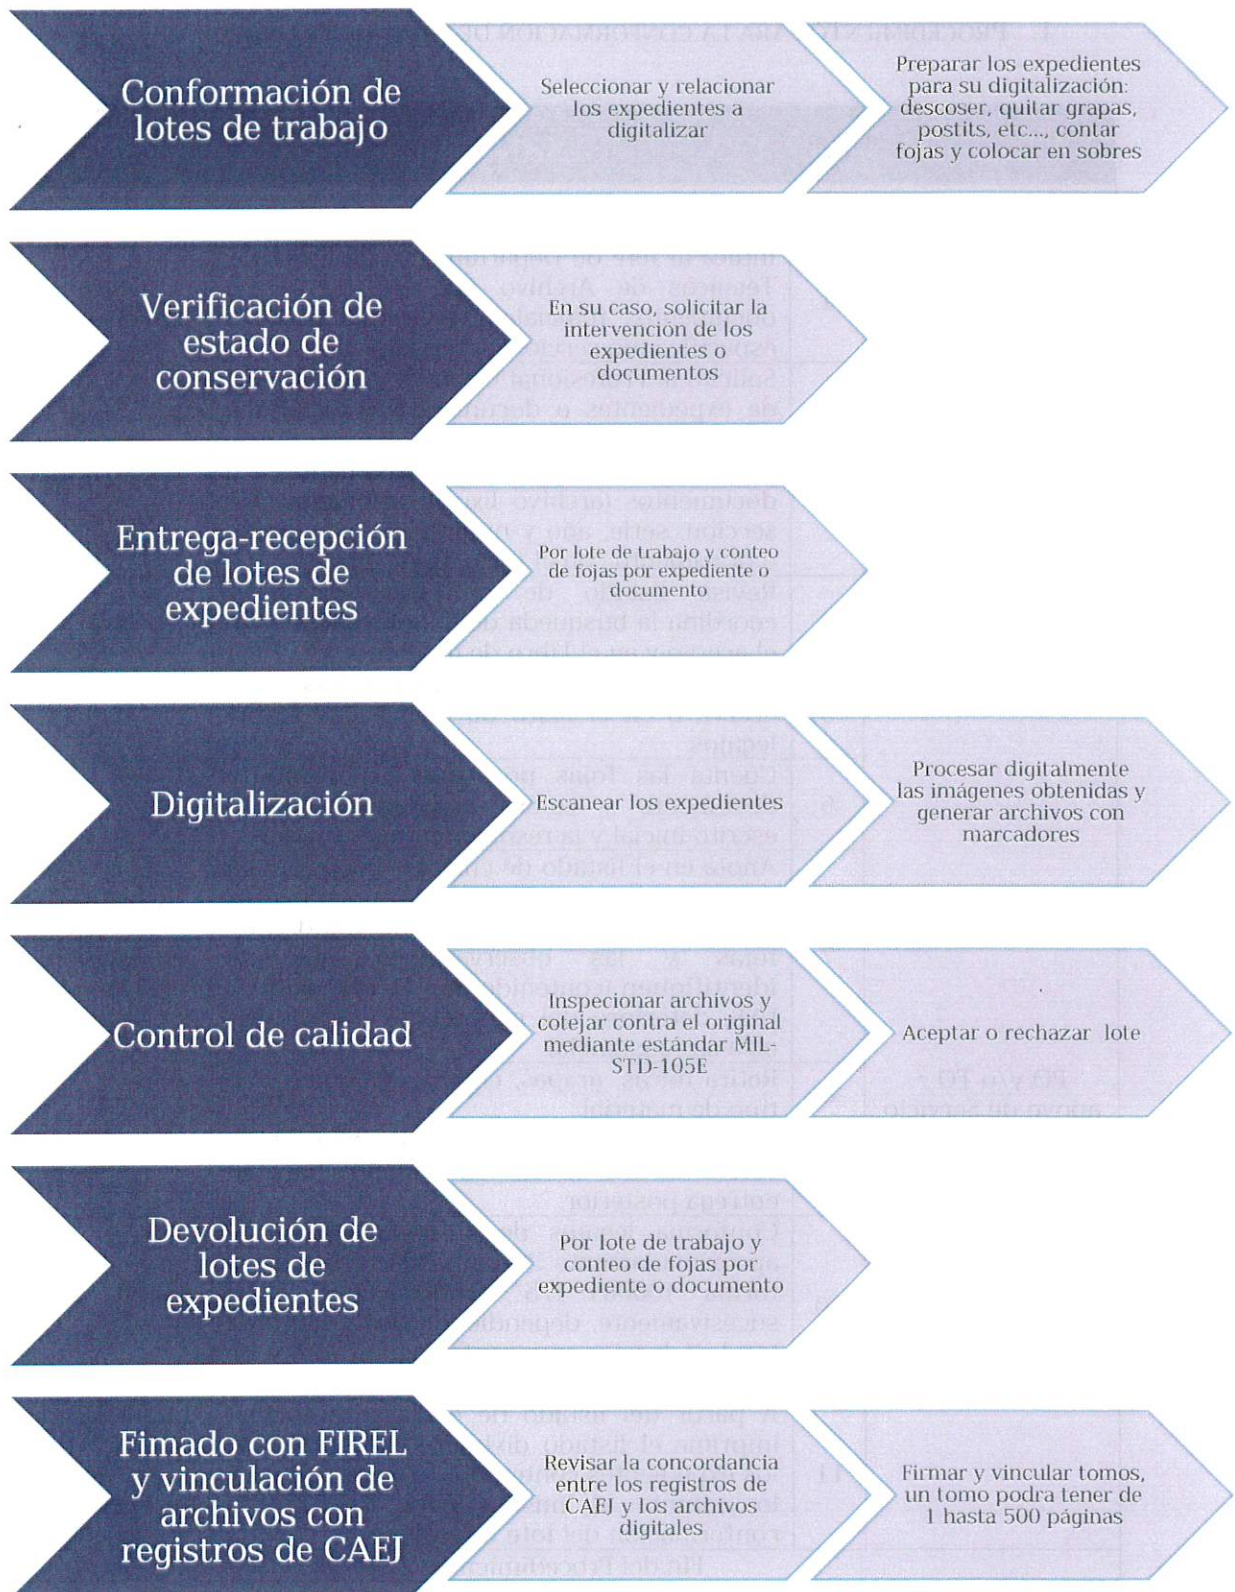 Conformación de
lotes de trabajo
Seleccionar y relacionar
los expedientes a
digitalizar
Preparar los expedientes
para su digitalización:
descoser, quitar grapas,
postits, etc..., contar
fojas y colocar en sobres
Verificación de
estado de
conservación
En su caso, solicitar la
intervención de los
expedientes o
documentos
Entrega-recepción
de lotes de
expedientes
Por lote de trabajo y conteo
de fojas por expediente o
documento
Digitalización
Escanear los expedientes
Procesar digitalmente
las imágenes obtenidas y
generar archivos con
marcadores
Control de calidad
Inspecionar archivos y
cotejar contra el original
mediante estándar MIL-
STD-105E
Aceptar o rechazar lote
Devolución de
lotes de
expedientes
Por lote de trabajo y
conteo de fojas por
expediente o documento
Fimado con FIREL
y vinculación de
archivos con
registros de CAEJ
Revisar la concordancia
entre los registros de
CAEJ y los archivos
digitales
Firmar y vincular tomos,
un tomo podra tener de
1 hasta 500 páginas